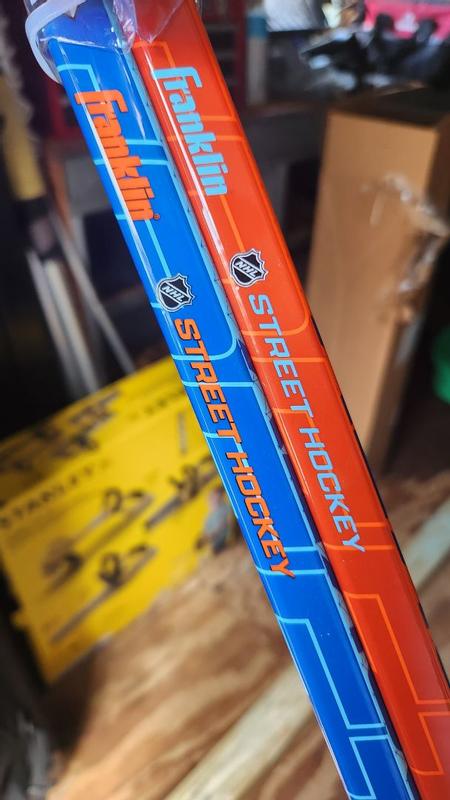 franklin®
NHL
STREET HOCKEY
franklin
NHL
STREET HOCKEY
STANLEY